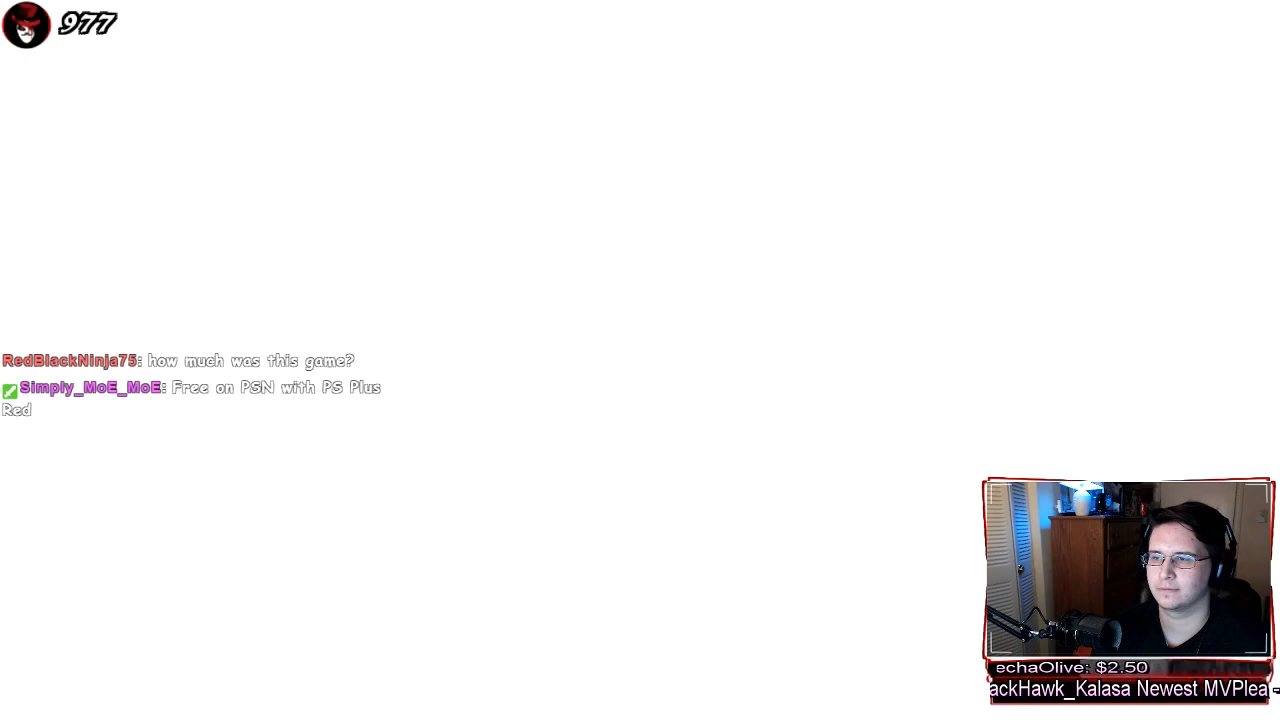 977
RedBlackNinja75: how much was this game?
Simply_MoE_MoE: Free on PSN with PS Plus
Red
echaOlive: $2.50
ackHawk_Kalasa Newest MVPlea